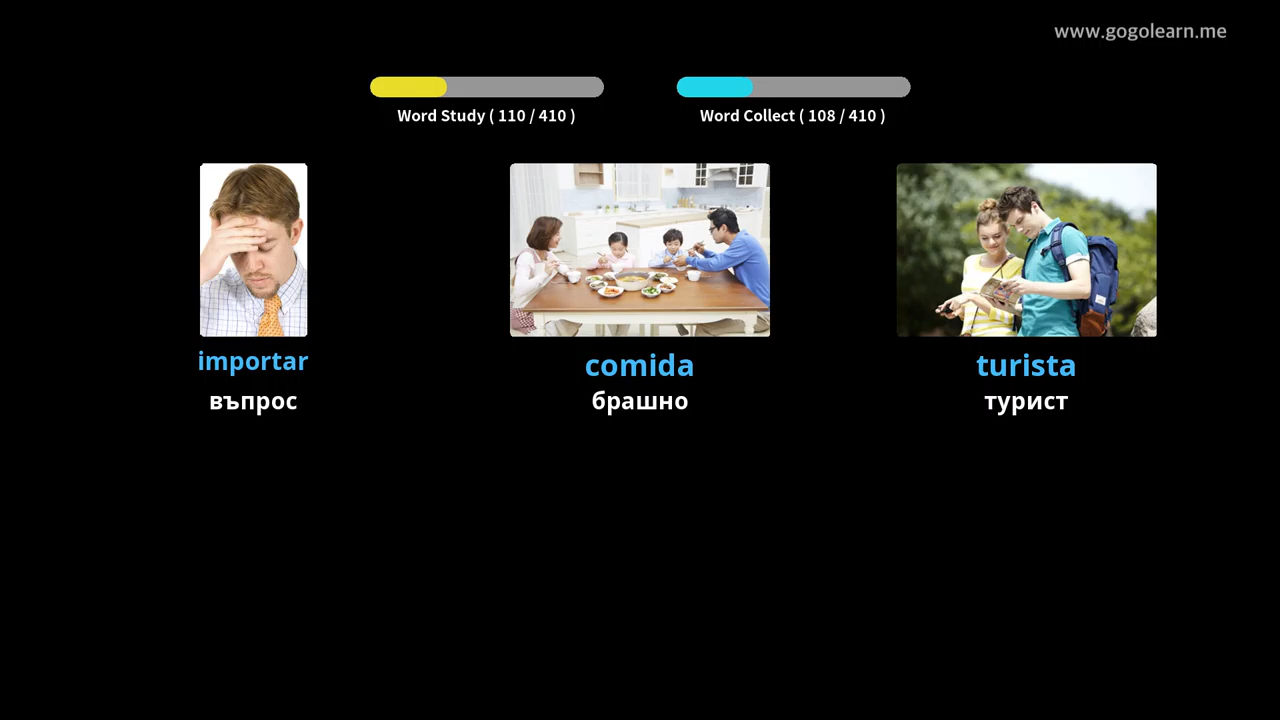 www.gogolearn.me
Word Study ( 110 / 410 )
Word Collect ( 108 / 410 )
importar
въпрос
comida
брашно
turista
турист